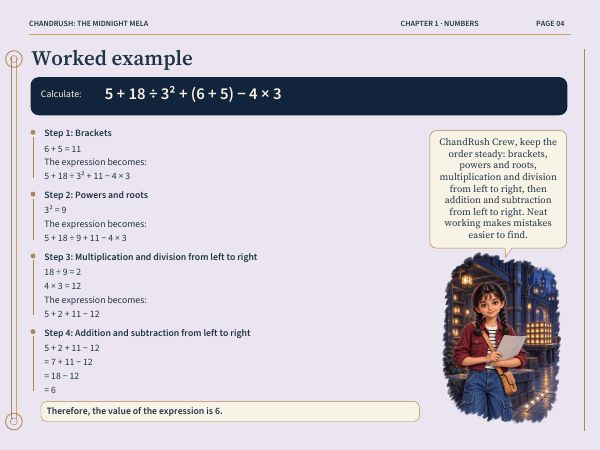 CHANDRUSH: THE MIDNIGHT MELA
CHAPTER 1 · NUMBERS
PAGE 04
Worked example
Calculate: 5 + 18 ÷ 3² + (6 + 5) − 4 × 3
Step 1: Brackets
6 + 5 = 11
The expression becomes:
5 + 18 ÷ 3² + 11 − 4 × 3
Step 2: Powers and roots
3² = 9
The expression becomes:
5 + 18 ÷ 9 + 11 − 4 × 3
Step 3: Multiplication and division from left to right
18 ÷ 9 = 2
4 × 3 = 12
The expression becomes:
5 + 2 + 11 − 12
Step 4: Addition and subtraction from left to right
5 + 2 + 11 − 12
= 7 + 11 − 12
= 18 − 12
= 6
Therefore, the value of the expression is 6.
ChandRush Crew, keep the
order steady: brackets,
powers and roots,
multiplication and division
from left to right, then
addition and subtraction
from left to right. Neat
working makes mistakes
easier to find.